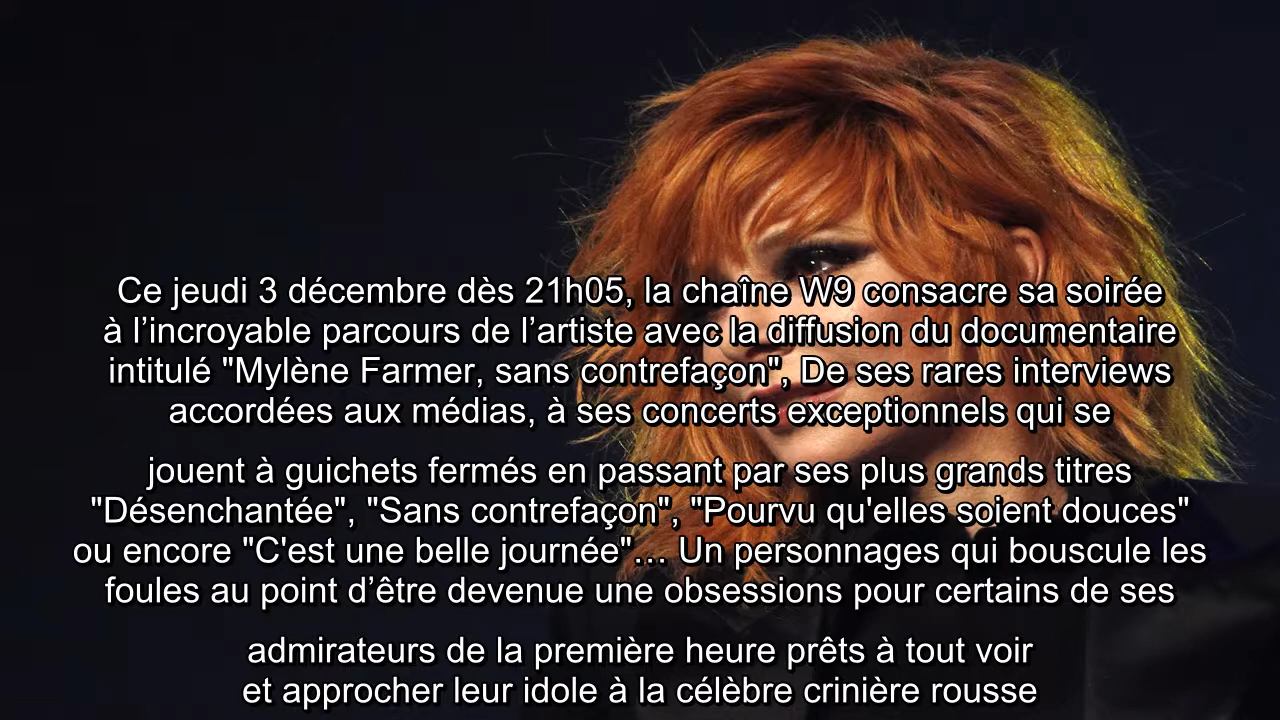 Ce jeudi 3 décembre dès 21h05, la chaîne W9 consacre sa soirée
à l’incroyable parcours de l’artiste avec la diffusion du documentaire
intitulé "Mylène Farmer, sans contrefaçon", De ses rares interviews
accordées aux médias, à ses concerts exceptionnels qui se
jouent à guichets fermés en passant par ses plus grands titres
"Désenchantée", "Sans contrefaçon", "Pourvu qu'elles soient douces"
ou encore "C'est une belle journée"… Un personnages qui bouscule les
foules au point d’être devenue une obsessions pour certains de ses
admirateurs de la première heure prêts à tout voir
et approcher leur idole à la célèbre crinière rousse